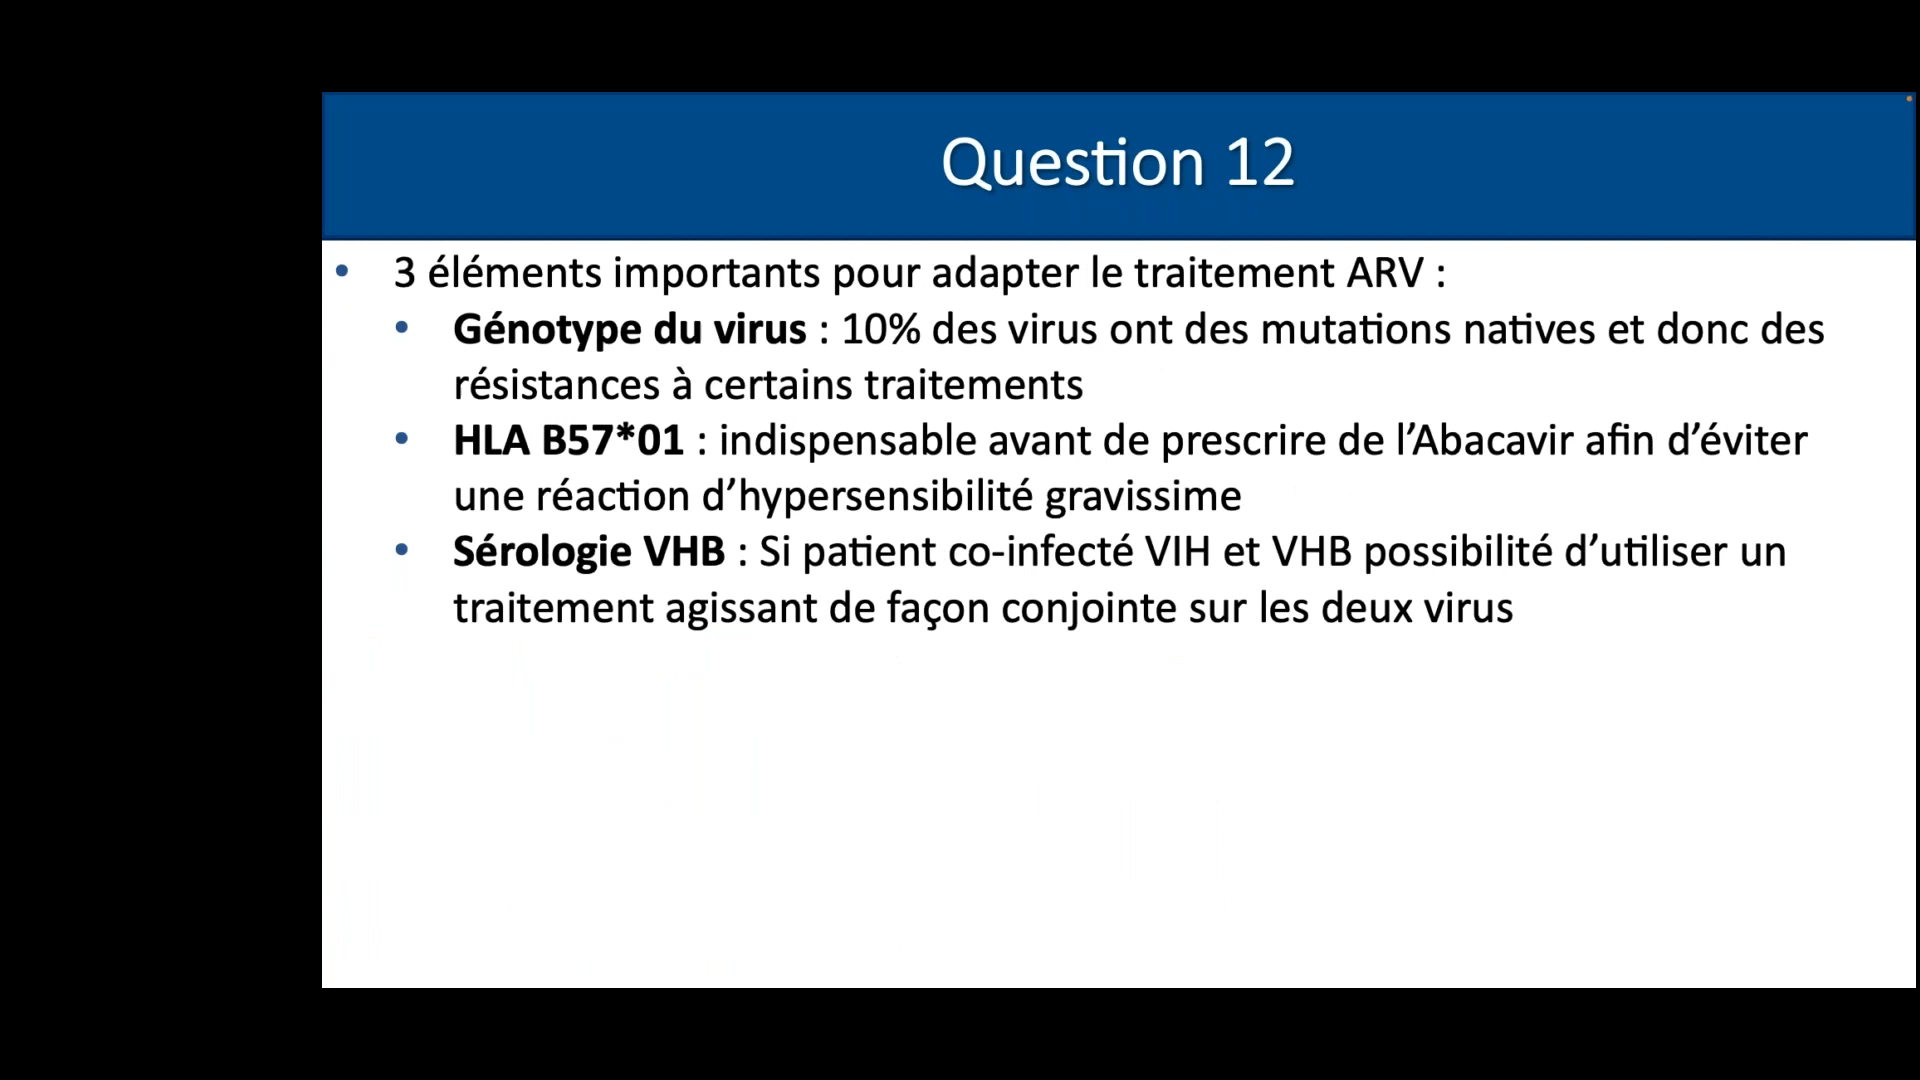 Question 12
• 3 éléments importants pour adapter le traitement ARV :
• Génotype du virus : 10% des virus ont des mutations natives et donc des
résistances à certains traitements
• HLA B57*01 : indispensable avant de prescrire de l’Abacavir afin d’éviter
une réaction d’hypersensibilité gravissime
• Sérologie VHB : Si patient co-infecté VIH et VHB possibilité d’utiliser un
traitement agissant de façon conjointe sur les deux virus